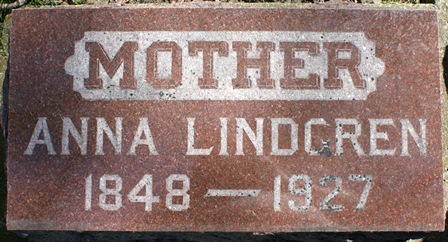 MOTHER
ANNA LINDGREN
1848 — 1927